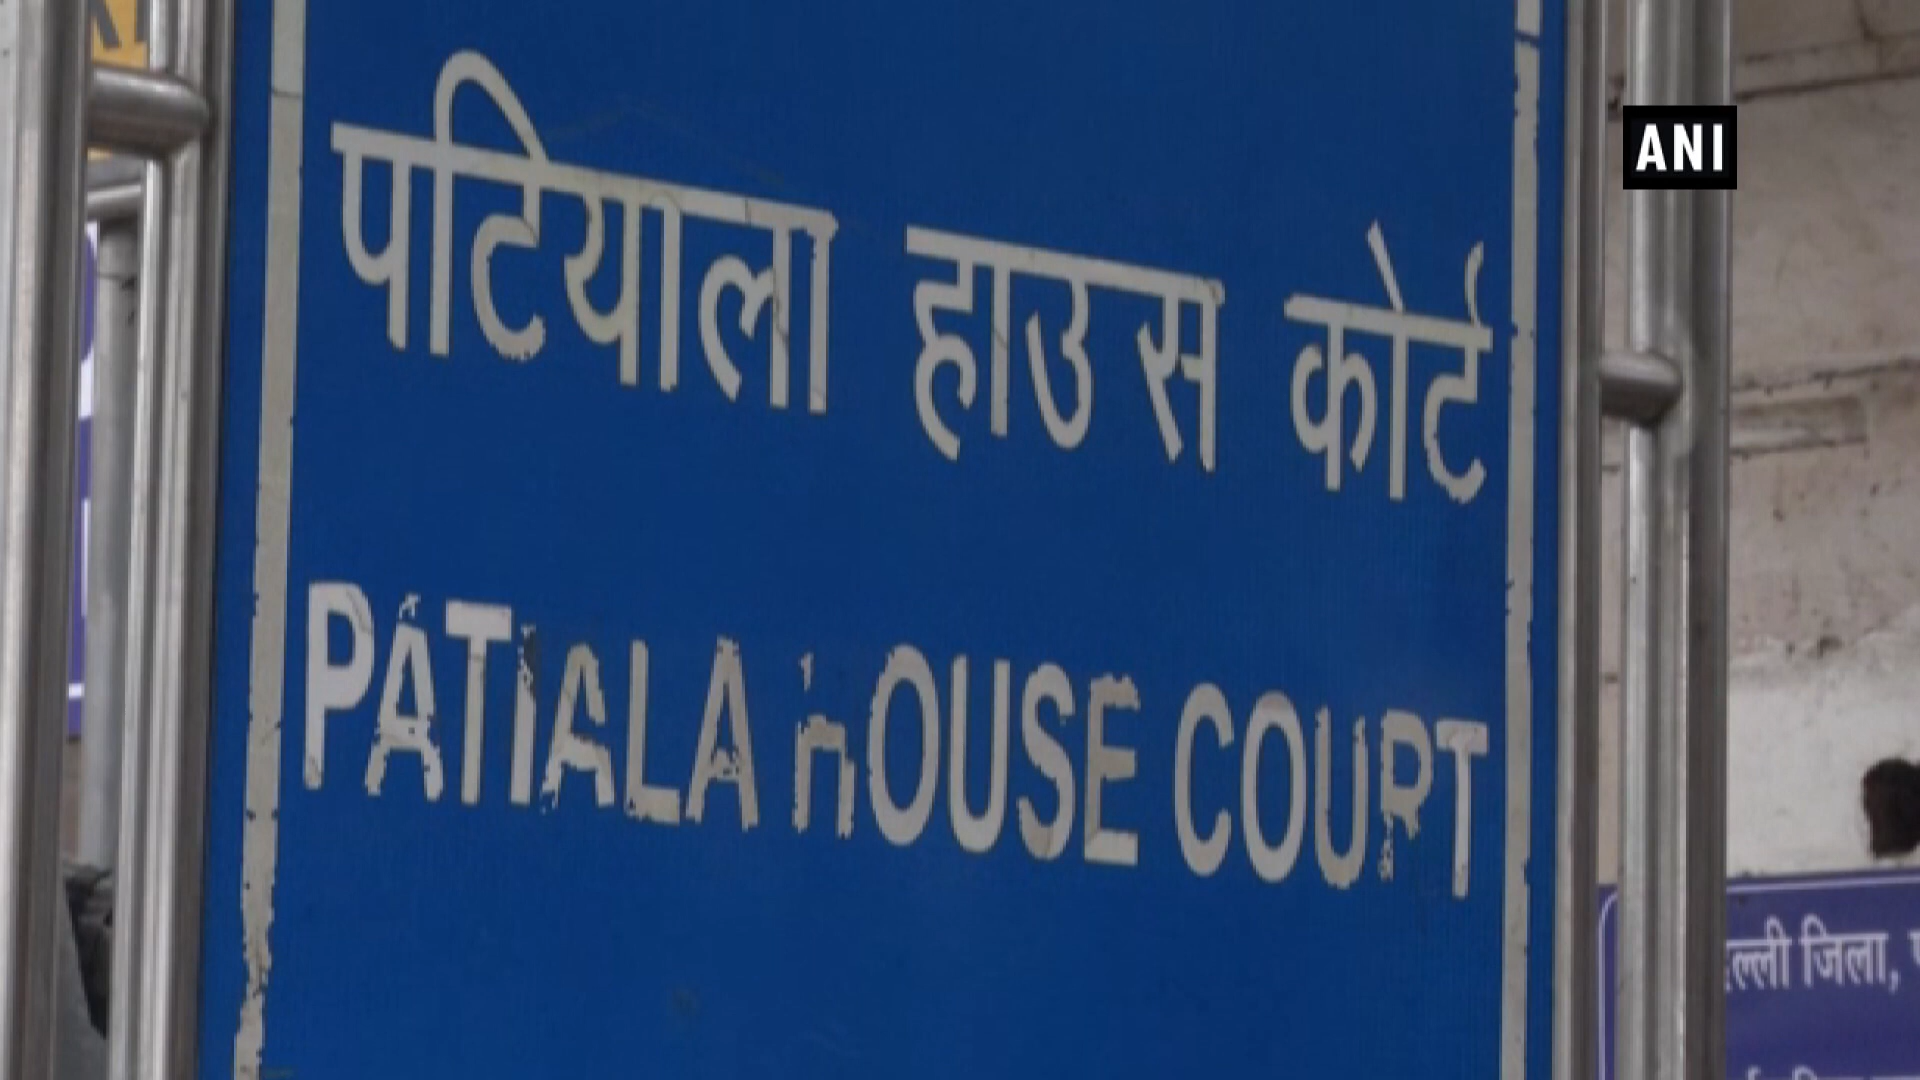 ANI
पटियाला हाउस कोर्ट
PATIALA HOUSE COURT
जिला,